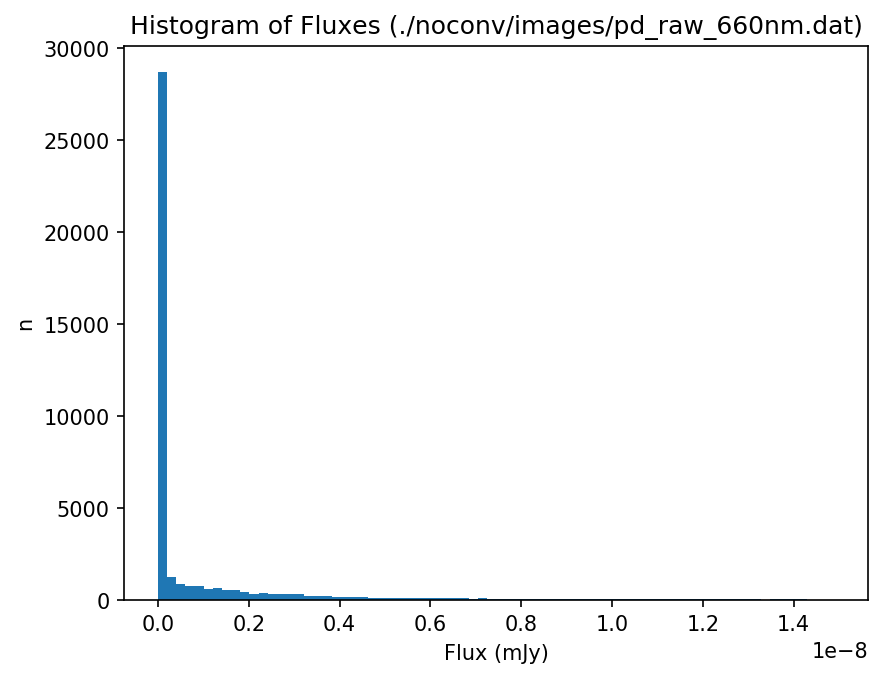 Histogram of Fluxes (./noconv/images/pd_raw_660nm.dat)
30000
25000
20000
15000
10000
5000
0
n
0.0 0.2 0.4 0.6 0.8 1.0 1.2 1.4
1e−8
Flux (mJy)